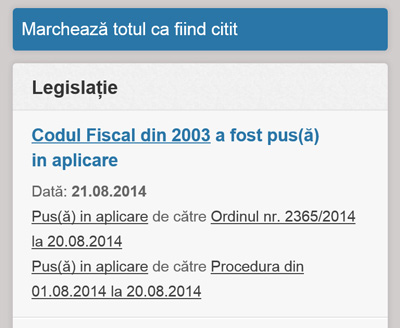 Marchează totul ca fiind citit
Legislație
Codul Fiscal din 2003 a fost pus(ă)
in aplicare
Dată: 21.08.2014
Pus(ă) in aplicare de către Ordinul nr. 2365/2014
la 20.08.2014
Pus(ă) in aplicare de către Procedura din
01.08.2014 la 20.08.2014